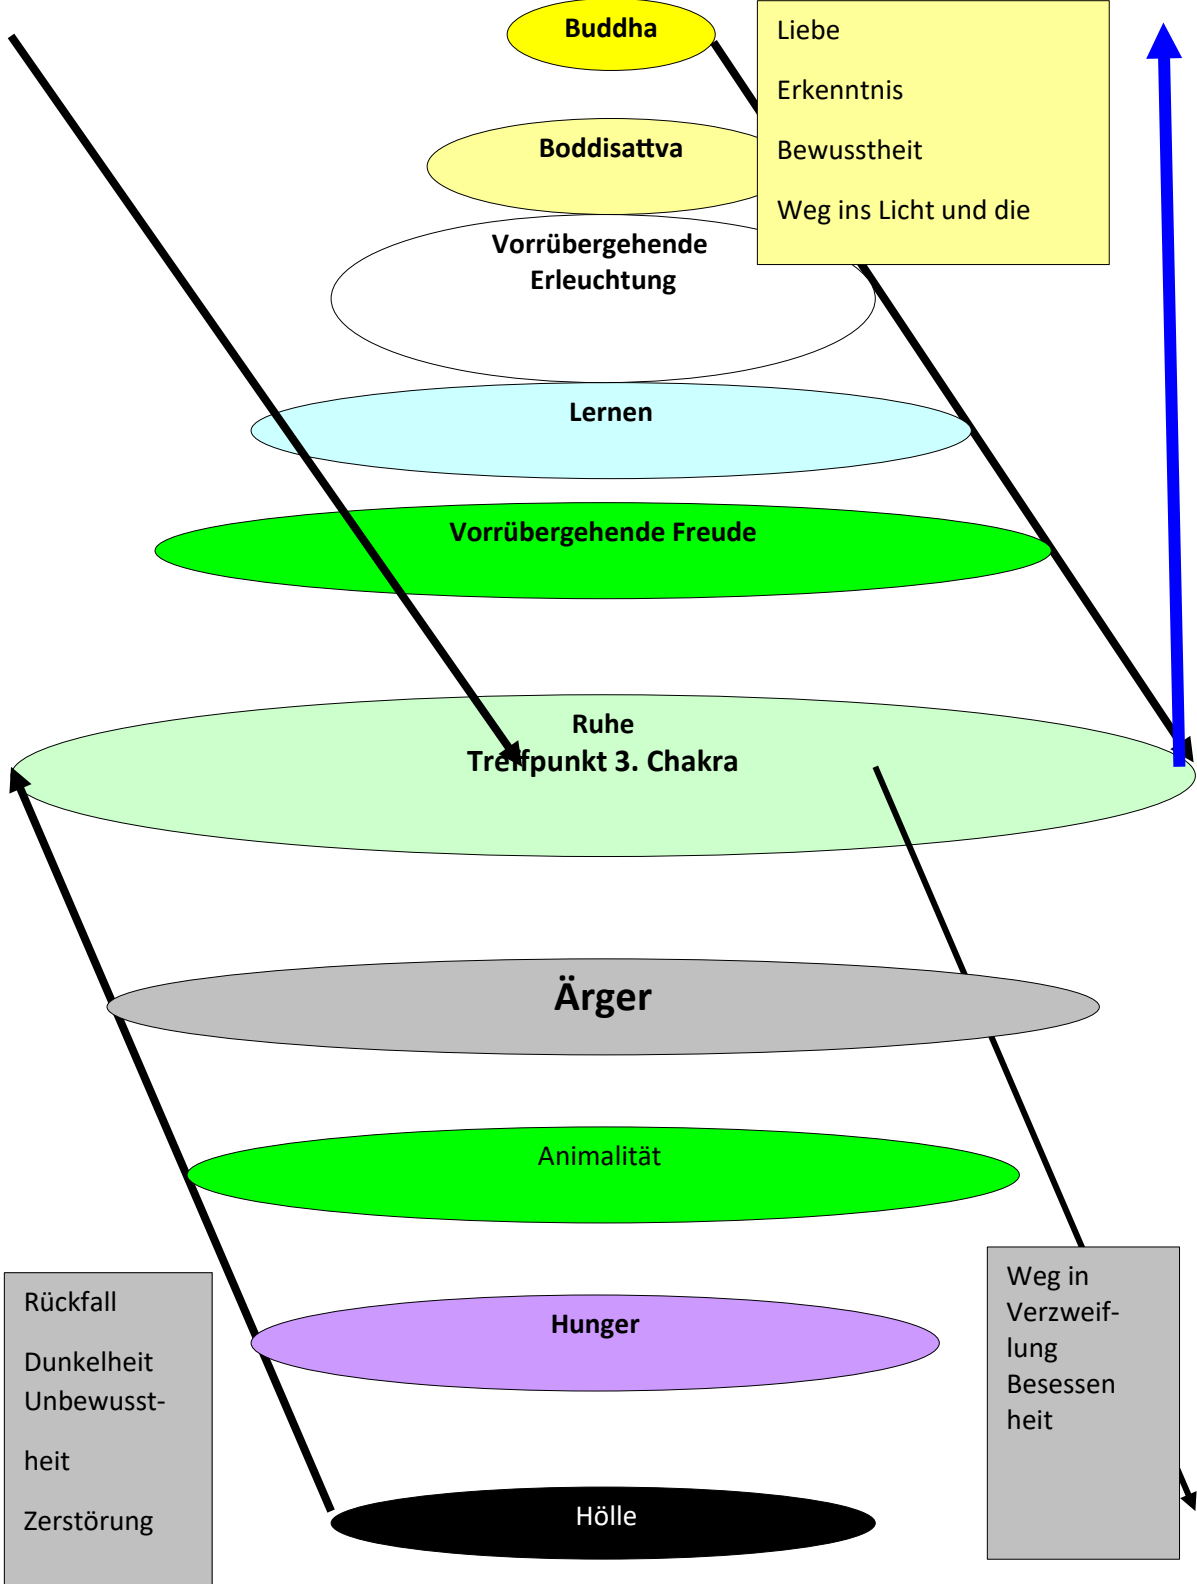 Buddha
Liebe
Erkenntnis
Bewusstheit
Weg ins Licht und die
Boddisattva
Vorrübergehende
Erleuchtung
Lernen
Vorrübergehende Freude
Ruhe
Treffpunkt 3. Chakra
Ärger
Animalität
Hunger
Rückfall
Dunkelheit
Unbewusst-
heit
Zerstörung
Weg in
Verzweif-
lung
Besessen
heit
Hölle